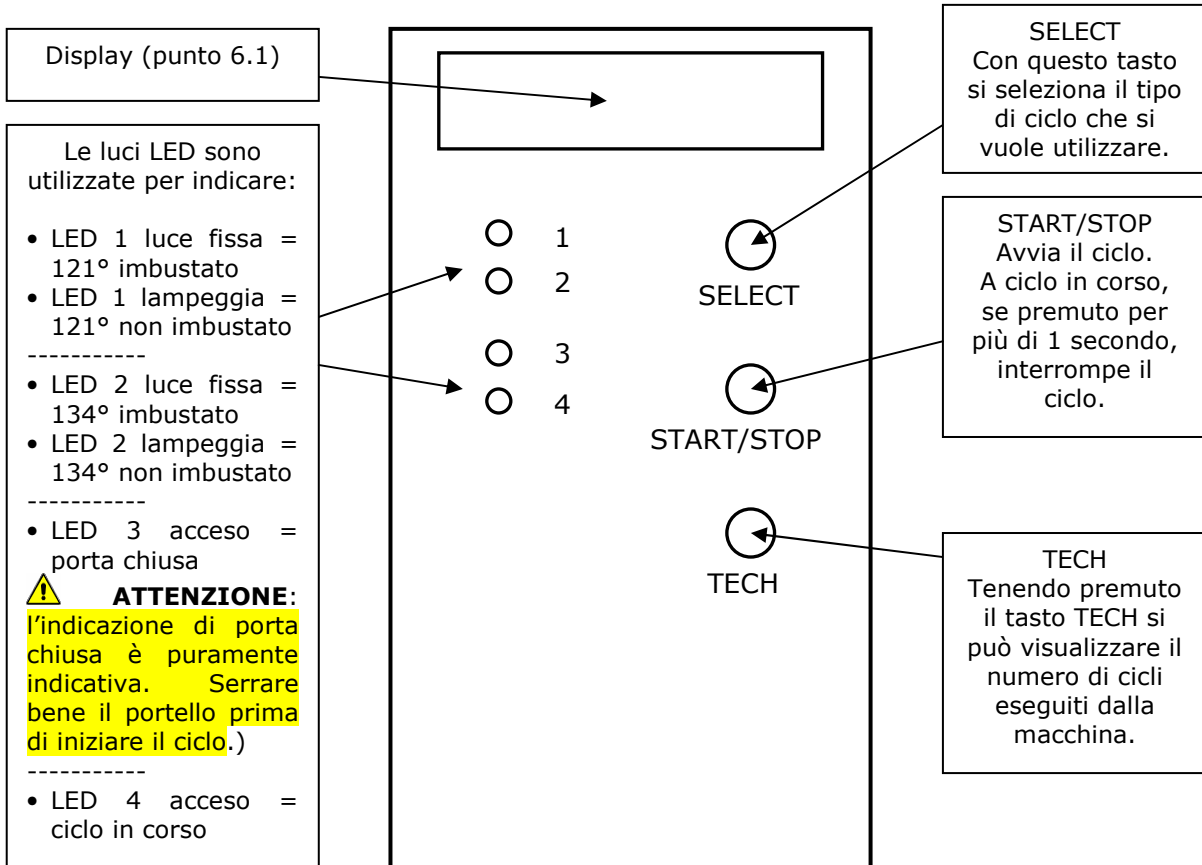 Display (punto 6.1)
Le luci LED sono
utilizzate per indicare:
• LED 1 luce fissa =
121° imbustato
• LED 1 lampeggia =
121° non imbustato
-----------
• LED 2 luce fissa =
134° imbustato
• LED 2 lampeggia =
134° non imbustato
-----------
• LED 3 acceso =
porta chiusa
ATTENZIONE:
l'indicazione di porta
chiusa è puramente
indicativa. Serrare
bene il portello prima
di iniziare il ciclo.)
-----------
• LED 4 acceso =
ciclo in corso
1
2
3
4
SELECT
START/STOP
TECH
SELECT
Con questo tasto
si seleziona il tipo
di ciclo che si
vuole utilizzare.
START/STOP
Avvia il ciclo.
A ciclo in corso,
se premuto per
più di 1 secondo,
interrompe il
ciclo.
TECH
Tenendo premuto
il tasto TECH si
può visualizzare il
numero di cicli
eseguiti dalla
macchina.